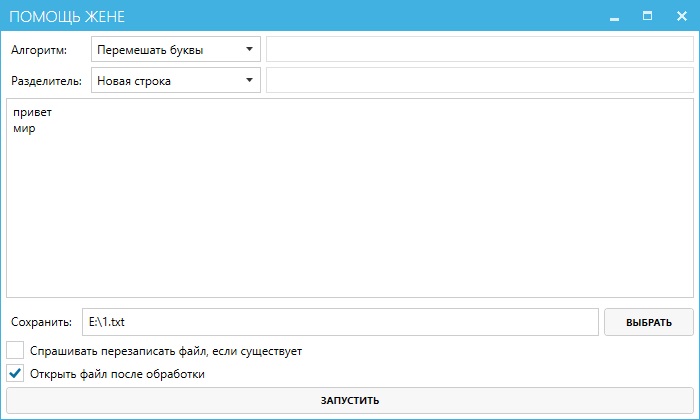 ПОМОЩЬ ЖЕНЕ
Алгоритм: Перемешать буквы
Разделитель: Новая строка
привет
мир
Сохранить: E:\1.txt ВЫБРАТЬ
Спрашивать перезаписать файл, если существует
Открыть файл после обработки
ЗАПУСТИТЬ